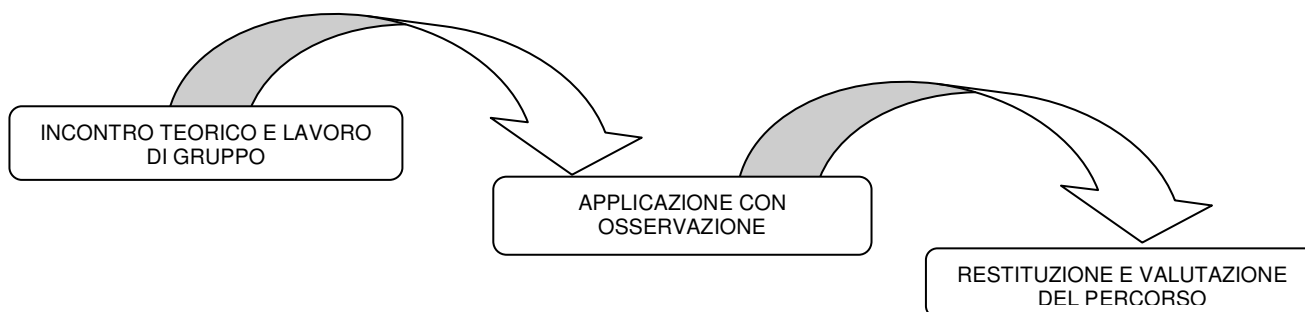 INCONTRO TEORICO E LAVORO
DI GRUPPO
APPLICAZIONE CON
OSSERVAZIONE
RESTITUZIONE E VALUTAZIONE
DEL PERCORSO